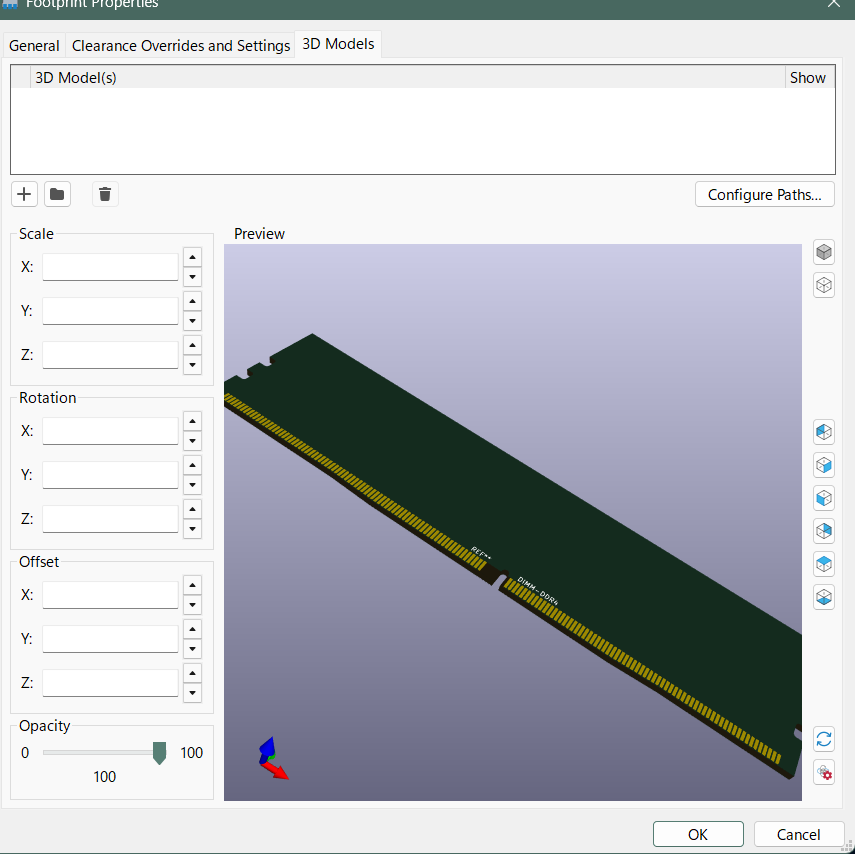 Footprint Properties
General Clearance Overrides and Settings 3D Models
3D Model(s) Show
Configure Paths...
Scale
Preview
X:
Y:
Z:
Rotation
X:
Y:
Z:
REF**
DIMM-DDR4
Offset
X:
Y:
Z:
Opacity
0 100
100
OK Cancel